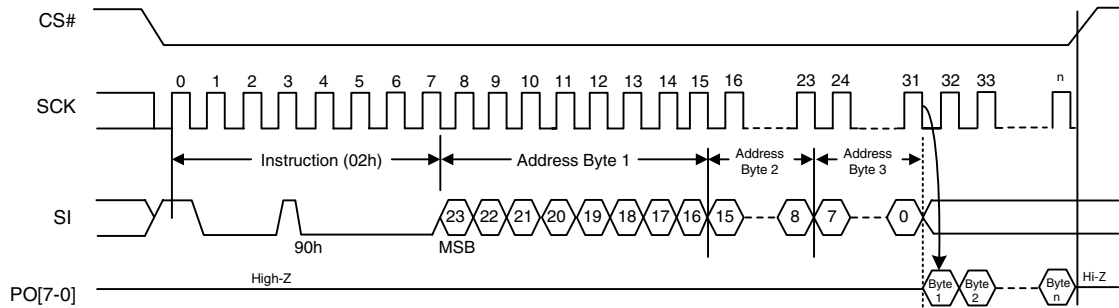 CS#
0 1 2 3 4 5 6 7 8 9 10 11 12 13 14 15 16 23 24 31 32 33 n
SCK
Instruction (02h) Address Byte 1 Address Byte 2 Address Byte 3
SI 23 22 21 20 19 18 17 16 15 8 7 0
90h MSB
High-Z Hi-Z
PO[7-0] Byte 1 Byte 2 Byte n